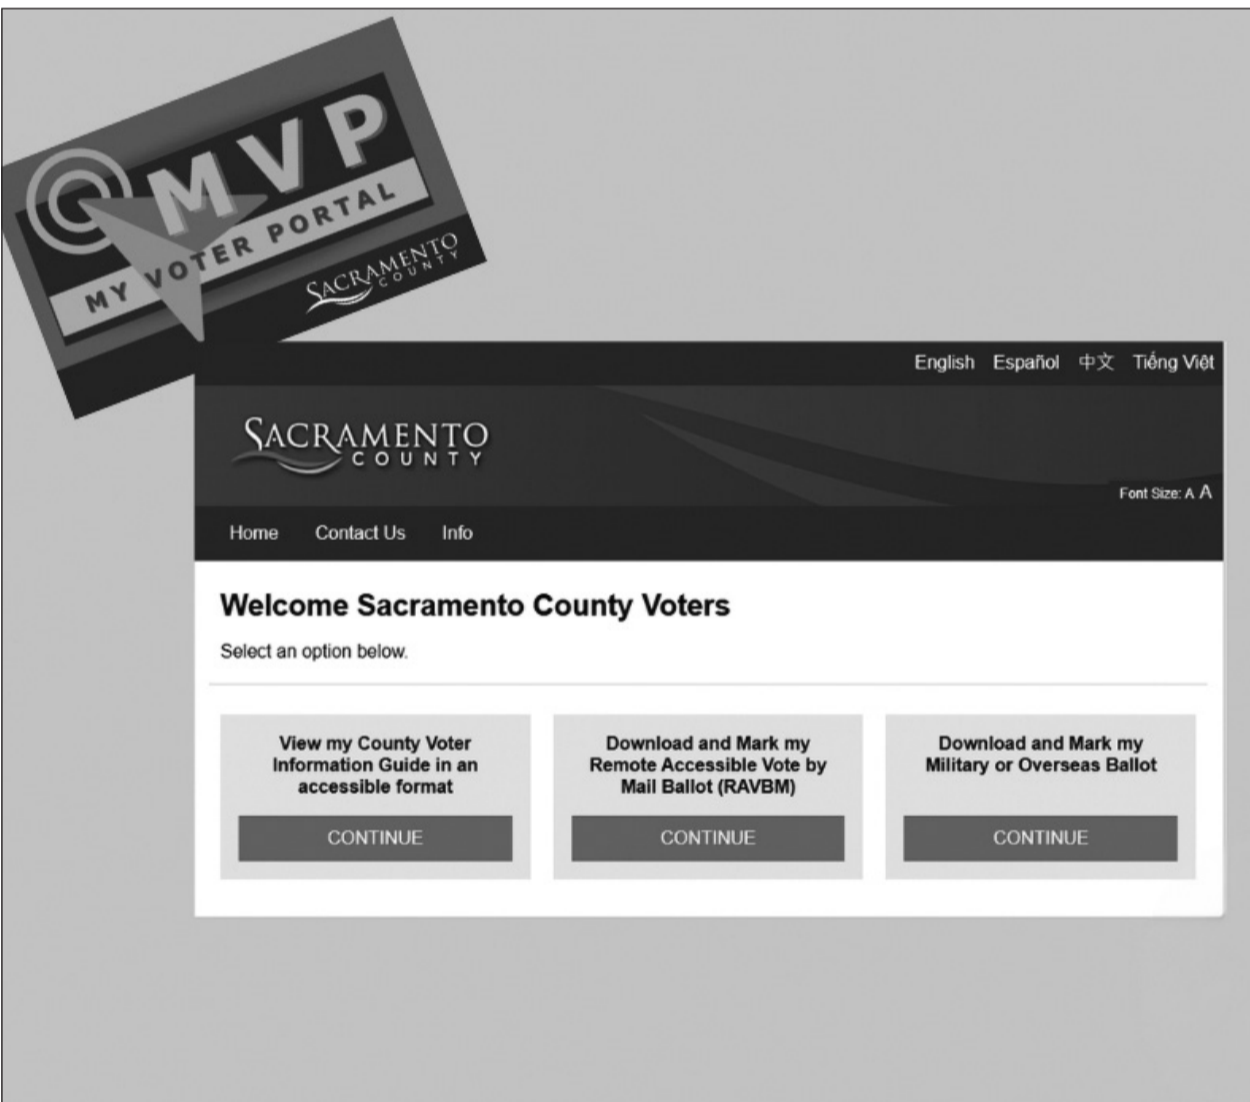 MVP
MY VOTER PORTAL
SACRAMENTO
COUNTY
English Español 中文 Tiếng Việt
SACRAMENTO
COUNTY
Font Size: A A
Home Contact Us Info
Welcome Sacramento County Voters
Select an option below.
View my County Voter
Information Guide in an
accessible format
CONTINUE
Download and Mark my
Remote Accessible Vote by
Mail Ballot (RAVBM)
CONTINUE
Download and Mark my
Military or Overseas Ballot
CONTINUE